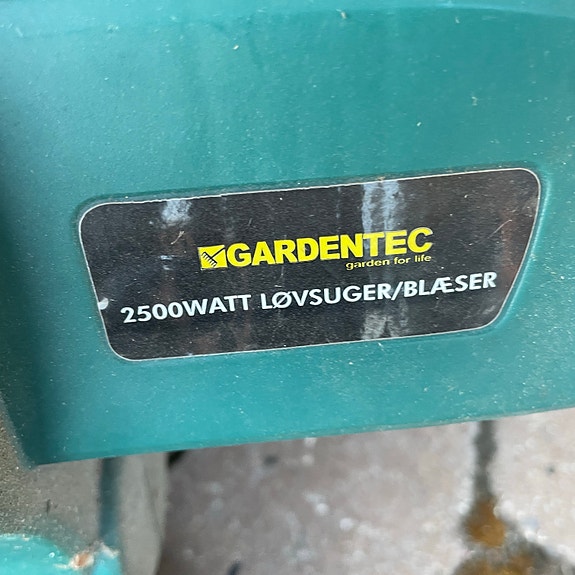 GARDENTEC
garden for life
2500WATT LØVSUGER/BLÆSER